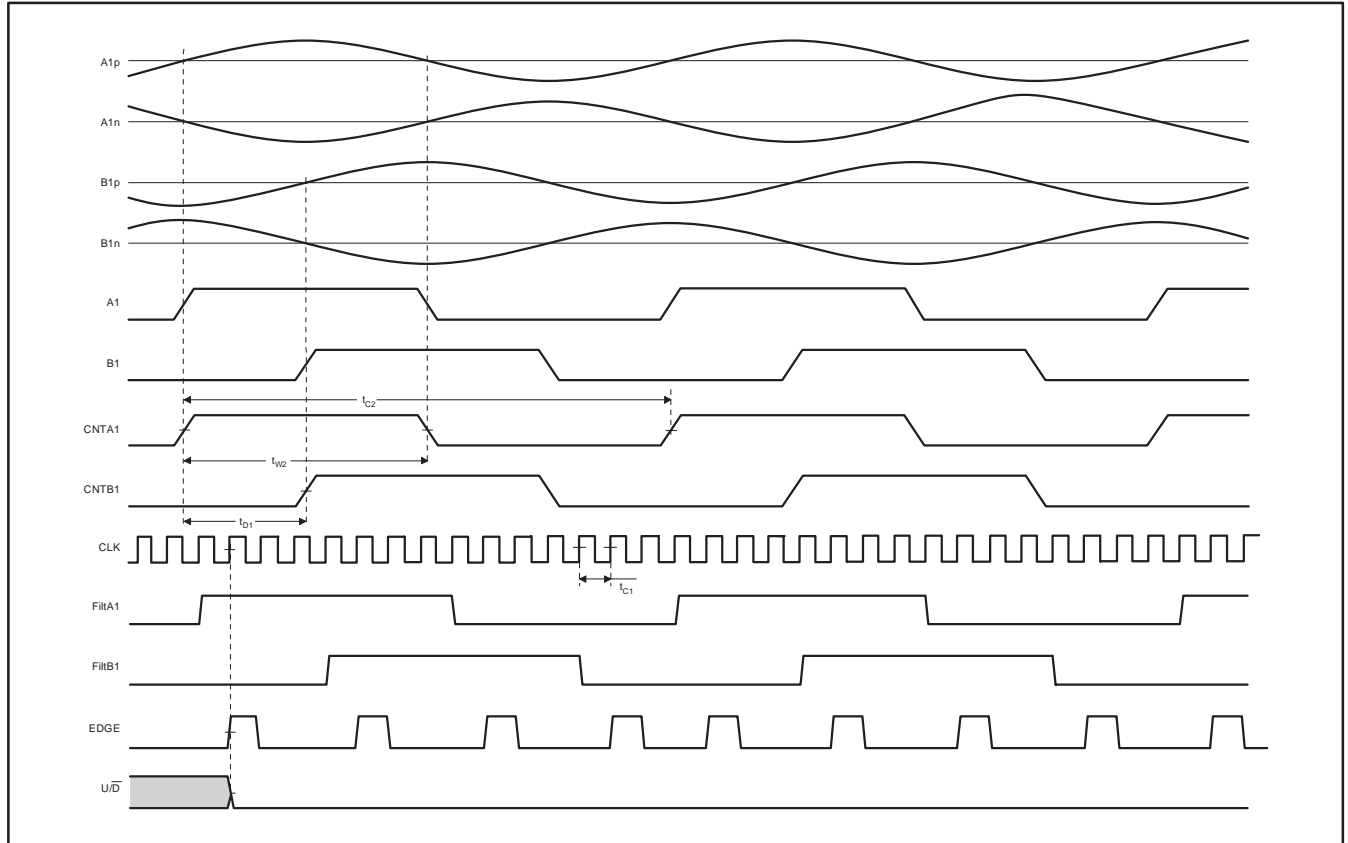 A1p
A1n
B1p
B1n
A1
B1
tC2
CNTA1
tW2
CNTB1
tD1
CLK
tC1
FiltA1
FiltB1
EDGE
U/D̅